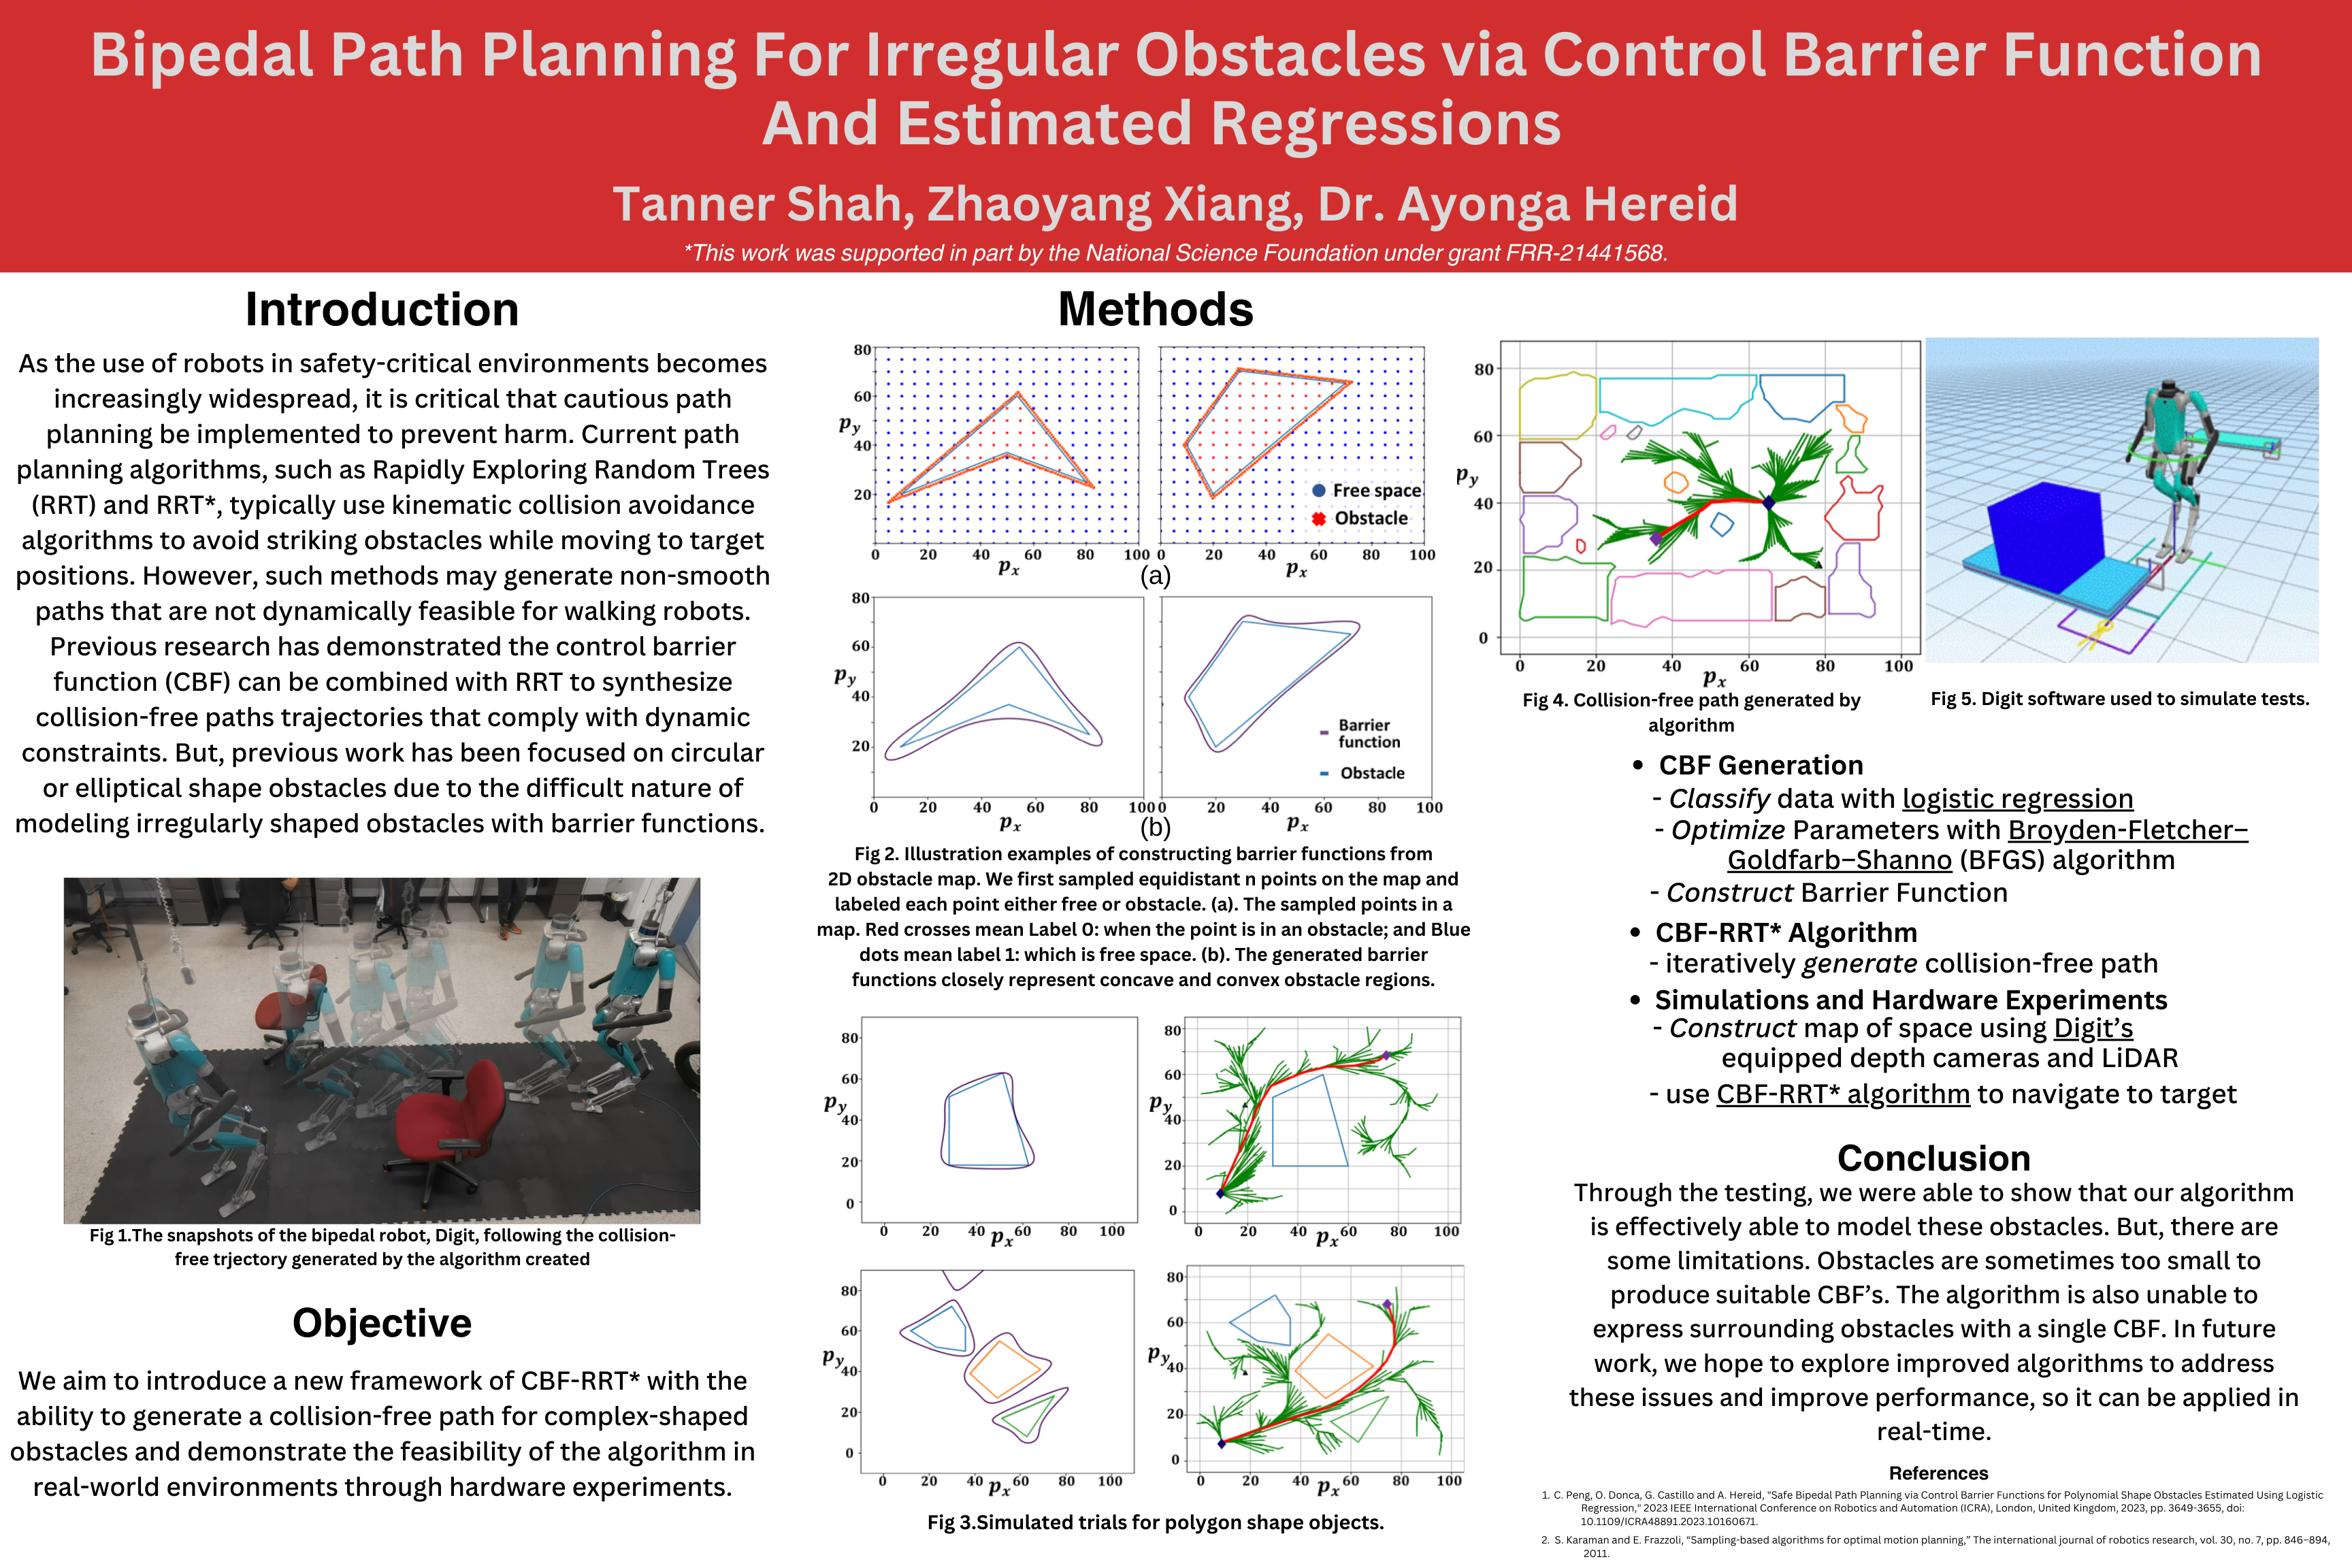 Bipedal Path Planning For Irregular Obstacles via Control Barrier Function
And Estimated Regressions
Tanner Shah, Zhaoyang Xiang, Dr. Ayonga Hereid
*This work was supported in part by the National Science Foundation under grant FRR-21441568.
Introduction
As the use of robots in safety-critical environments becomes
increasingly widespread, it is critical that cautious path
planning be implemented to prevent harm. Current path
planning algorithms, such as Rapidly Exploring Random Trees
(RRT) and RRT*, typically use kinematic collision avoidance
algorithms to avoid striking obstacles while moving to target
positions. However, such methods may generate non-smooth
paths that are not dynamically feasible for walking robots.
Previous research has demonstrated the control barrier
function (CBF) can be combined with RRT to synthesize
collision-free paths trajectories that comply with dynamic
constraints. But, previous work has been focused on circular
or elliptical shape obstacles due to the difficult nature of
modeling irregularly shaped obstacles with barrier functions.
Fig 1.The snapshots of the bipedal robot, Digit, following the collision-
free trjectory generated by the algorithm created
Objective
We aim to introduce a new framework of CBF-RRT* with the
ability to generate a collision-free path for complex-shaped
obstacles and demonstrate the feasibility of the algorithm in
real-world environments through hardware experiments.
Methods
80
60
py
40
20
0 20 40 60 80 100 0 20 40 60 80 100
px px
Free space
Obstacle
(a)
80
60
py
40
20
0 20 40 60 80 100 0 20 40 60 80 100
px px
Barrier
function
Obstacle
(b)
Fig 2. Illustration examples of constructing barrier functions from
2D obstacle map. We first sampled equidistant n points on the map and
labeled each point either free or obstacle. (a). The sampled points in a
map. Red crosses mean Label 0: when the point is in an obstacle; and Blue
dots mean label 1: which is free space. (b). The generated barrier
functions closely represent concave and convex obstacle regions.
80
60
py
40
20
0
0 20 40 60 80 100
px
80
60
py
40
20
0
0 20 40 60 80 100
px
80
60
py
40
20
0
0 20 40 60 80 100
px
80
60
py
40
20
0
0 20 40 60 80 100
px
Fig 3.Simulated trials for polygon shape objects.
80
60
py
40
20
0
0 20 40 60 80 100
px
Fig 4. Collision-free path generated by
algorithm
Fig 5. Digit software used to simulate tests.
• CBF Generation
- Classify data with logistic regression
- Optimize Parameters with Broyden-Fletcher–
Goldfarb–Shanno (BFGS) algorithm
- Construct Barrier Function
• CBF-RRT* Algorithm
- iteratively generate collision-free path
• Simulations and Hardware Experiments
- Construct map of space using Digit's
equipped depth cameras and LiDAR
- use CBF-RRT* algorithm to navigate to target
Conclusion
Through the testing, we were able to show that our algorithm
is effectively able to model these obstacles. But, there are
some limitations. Obstacles are sometimes too small to
produce suitable CBF's. The algorithm is also unable to
express surrounding obstacles with a single CBF. In future
work, we hope to explore improved algorithms to address
these issues and improve performance, so it can be applied in
real-time.
References
1. C. Peng, O. Donca, G. Castillo and A. Hereid, "Safe Bipedal Path Planning via Control Barrier Functions for Polynomial Shape Obstacles Estimated Using Logistic
Regression," 2023 IEEE International Conference on Robotics and Automation (ICRA), London, United Kingdom, 2023, pp. 3649-3655, doi:
10.1109/ICRA48891.2023.10160671.
2. S. Karaman and E. Frazzoli, "Sampling-based algorithms for optimal motion planning," The international journal of robotics research, vol. 30, no. 7, pp. 846–894,
2011.